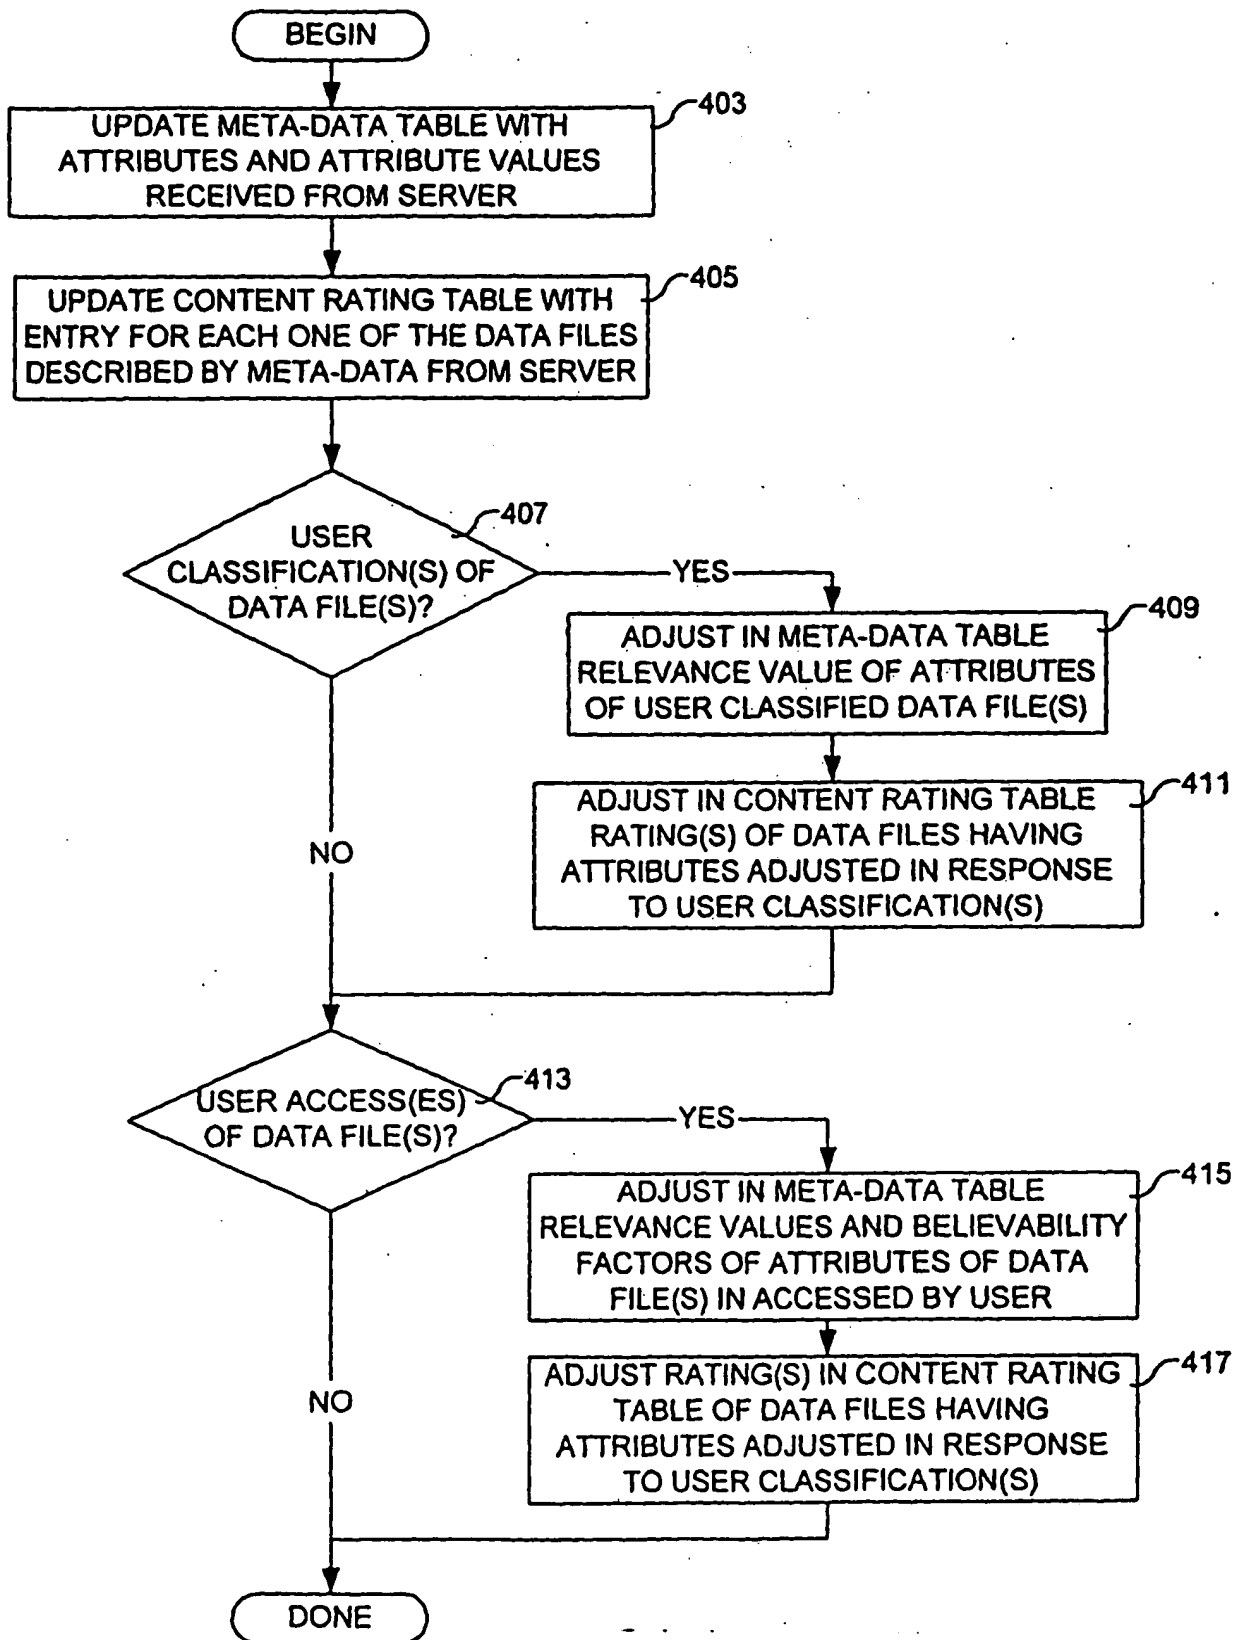 BEGIN
403
UPDATE META-DATA TABLE WITH
ATTRIBUTES AND ATTRIBUTE VALUES
RECEIVED FROM SERVER
405
UPDATE CONTENT RATING TABLE WITH
ENTRY FOR EACH ONE OF THE DATA FILES
DESCRIBED BY META-DATA FROM SERVER
407
USER
CLASSIFICATION(S) OF
DATA FILE(S)?
YES
409
ADJUST IN META-DATA TABLE
RELEVANCE VALUE OF ATTRIBUTES
OF USER CLASSIFIED DATA FILE(S)
411
ADJUST IN CONTENT RATING TABLE
RATING(S) OF DATA FILES HAVING
ATTRIBUTES ADJUSTED IN RESPONSE
TO USER CLASSIFICATION(S)
NO
413
USER ACCESS(ES)
OF DATA FILE(S)?
YES
415
ADJUST IN META-DATA TABLE
RELEVANCE VALUES AND BELIEVABILITY
FACTORS OF ATTRIBUTES OF DATA
FILE(S) IN ACCESSED BY USER
417
ADJUST RATING(S) IN CONTENT RATING
TABLE OF DATA FILES HAVING
ATTRIBUTES ADJUSTED IN RESPONSE
TO USER CLASSIFICATION(S)
NO
DONE